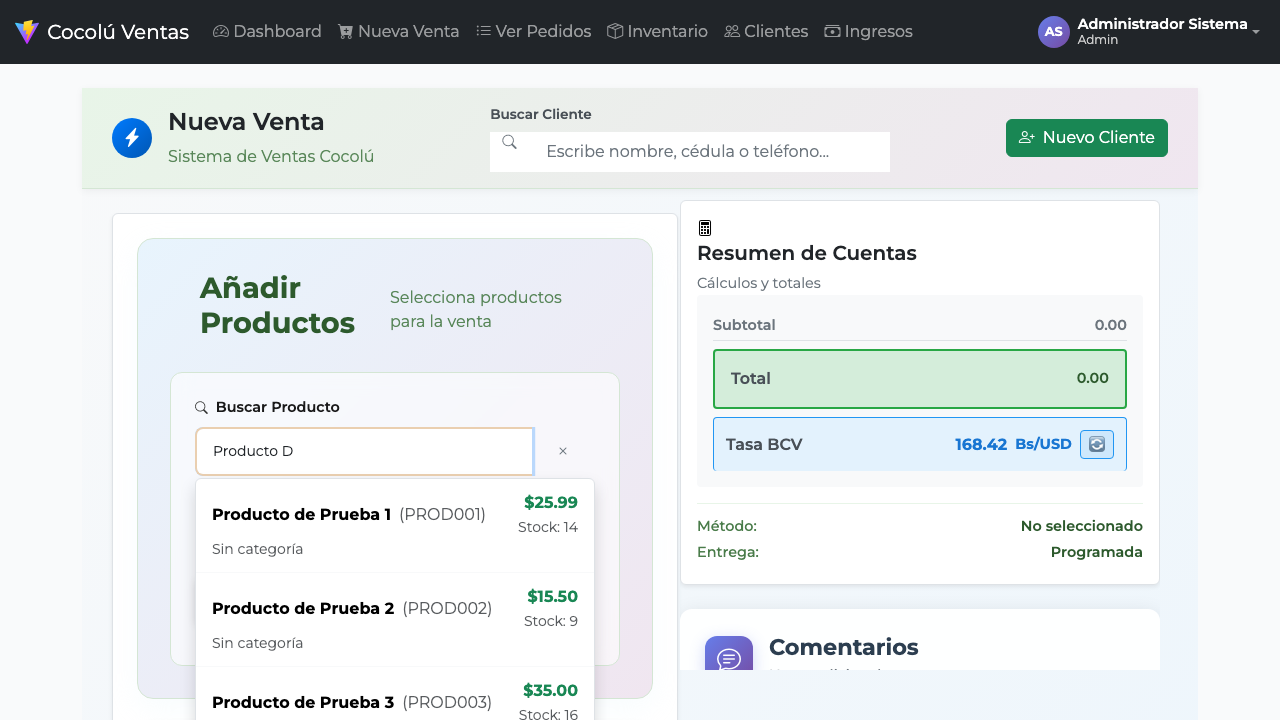 Cocolú Ventas
Dashboard
Nueva Venta
Ver Pedidos
Inventario
Clientes
Ingresos
AS
Administrador Sistema
Admin
Nueva Venta
Sistema de Ventas Cocolú
Buscar Cliente
Escribe nombre, cédula o teléfono...
Nuevo Cliente
Añadir
Productos
Selecciona productos
para la venta
Buscar Producto
Producto D
×
Producto de Prueba 1 (PROD001)
$25.99
Stock: 14
Sin categoría
Producto de Prueba 2 (PROD002)
$15.50
Stock: 9
Sin categoría
Producto de Prueba 3 (PROD003)
$35.00
Stock: 16
Resumen de Cuentas
Cálculos y totales
Subtotal 0.00
Total 0.00
Tasa BCV 168.42 Bs/USD
Método: No seleccionado
Entrega: Programada
Comentarios